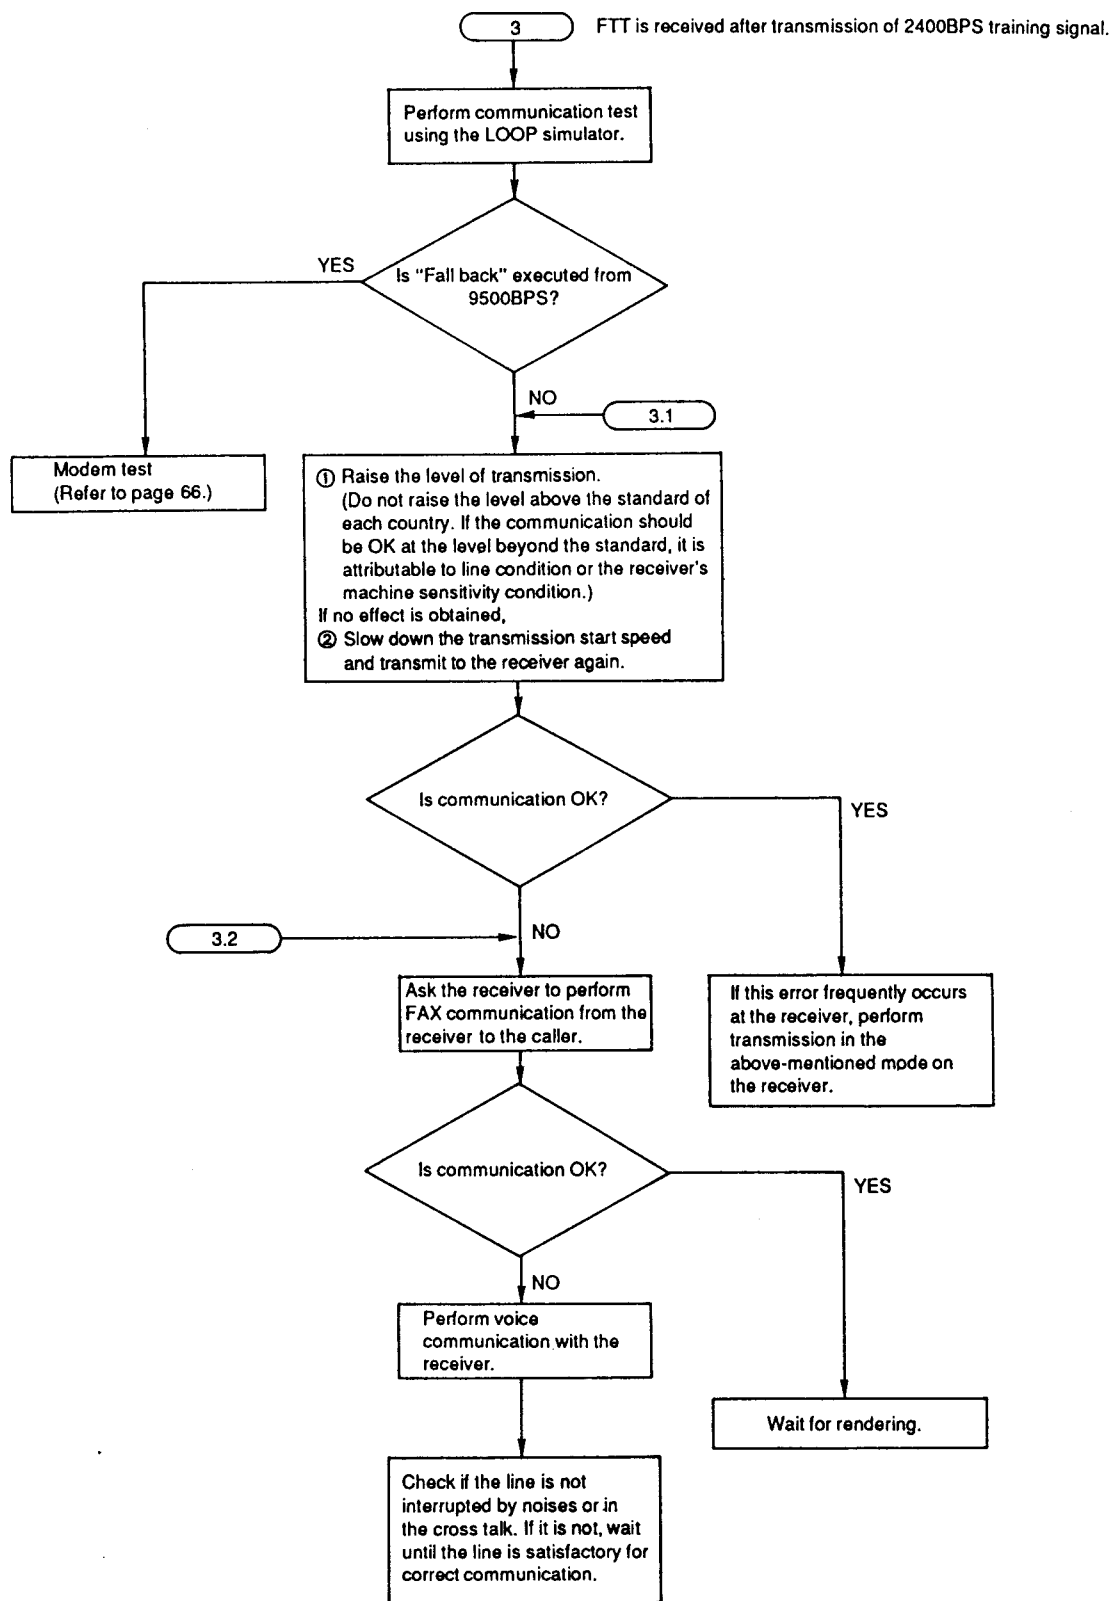 3
FTT is received after transmission of 2400BPS training signal.
Perform communication test
using the LOOP simulator.
YES
Is "Fall back" executed from
9500BPS?
NO
3.1
Modem test
(Refer to page 66.)
① Raise the level of transmission.
(Do not raise the level above the standard of
each country. If the communication should
be OK at the level beyond the standard, it is
attributable to line condition or the receiver's
machine sensitivity condition.)
If no effect is obtained,
② Slow down the transmission start speed
and transmit to the receiver again.
Is communication OK?
YES
3.2
NO
Ask the receiver to perform
FAX communication from the
receiver to the caller.
If this error frequently occurs
at the receiver, perform
transmission in the
above-mentioned mode on
the receiver.
Is communication OK?
YES
NO
Perform voice
communication with the
receiver.
Wait for rendering.
Check if the line is not
interrupted by noises or in
the cross talk. If it is not, wait
until the line is satisfactory for
correct communication.